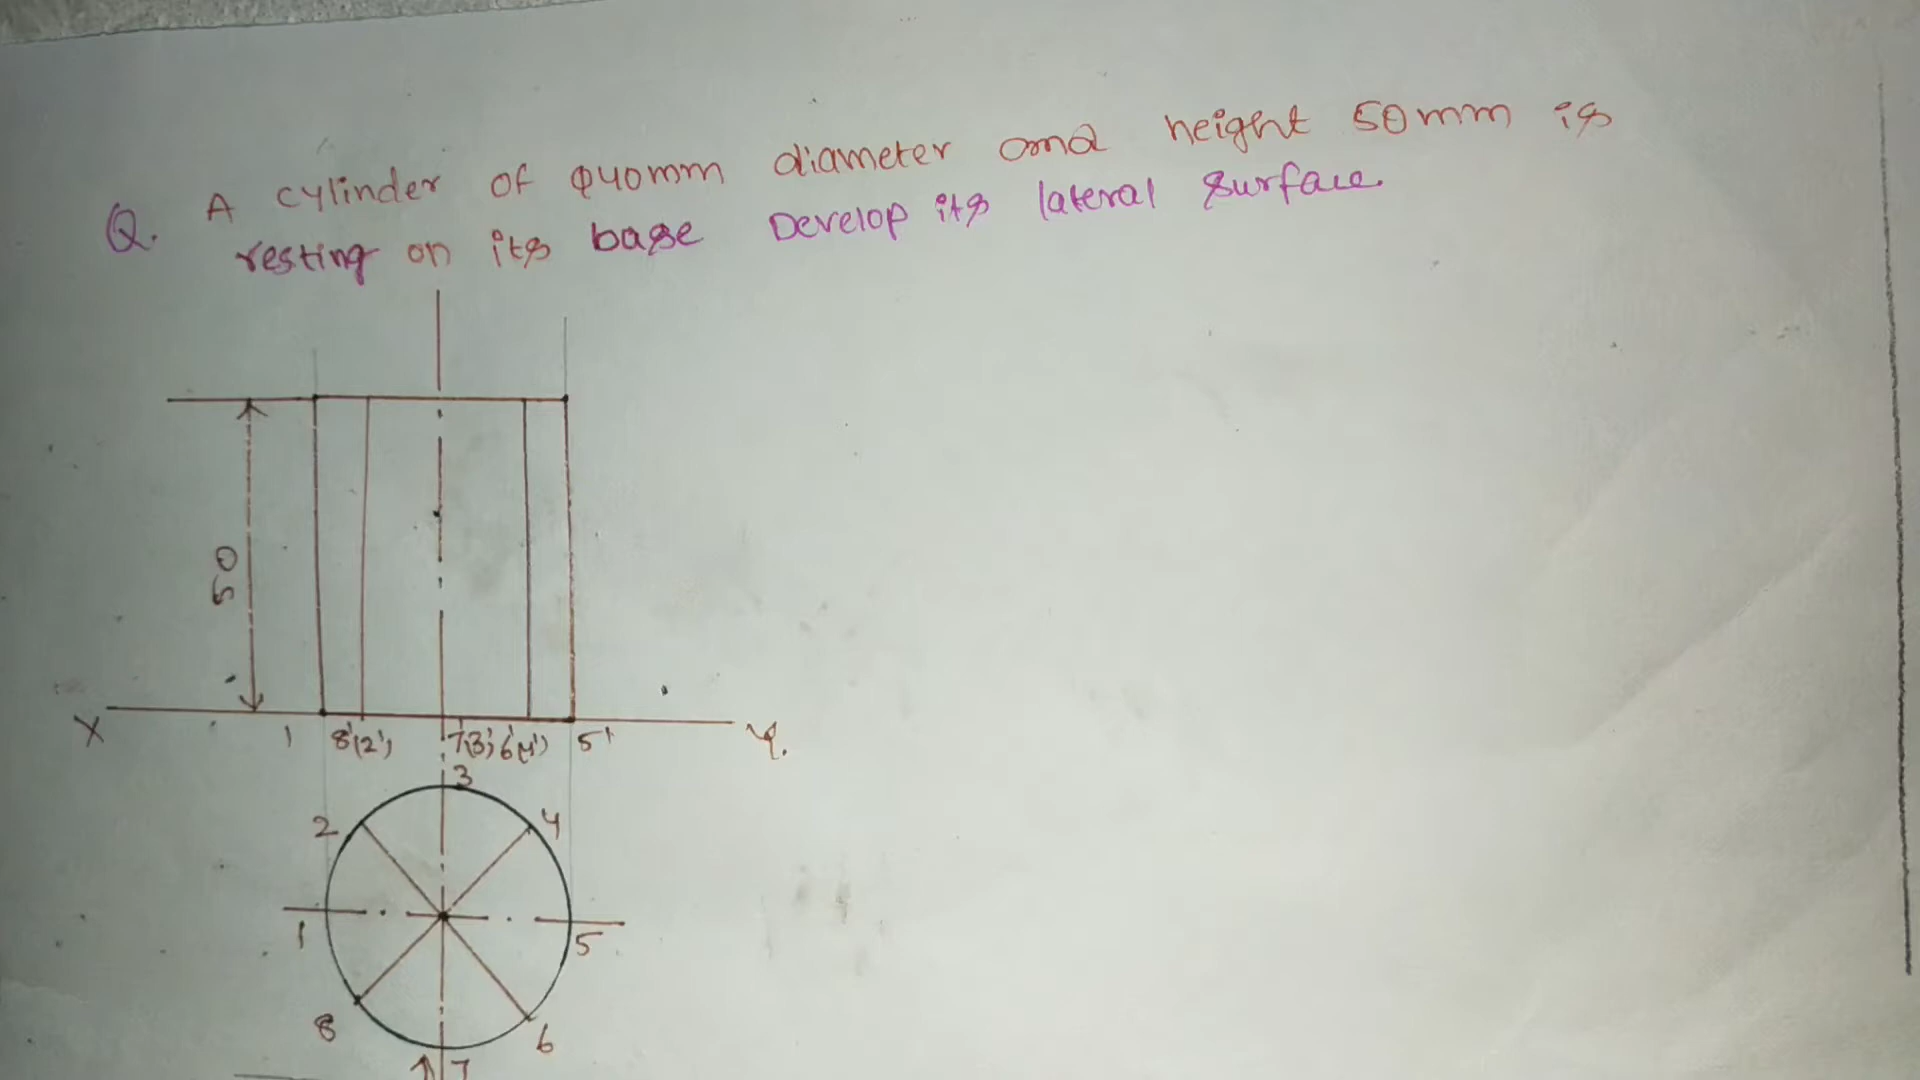 Q. A cylinder of φ40mm diameter and height 50mm is
resting on its base Develop its lateral surface.
50
X
1 8'(2') 7'(3') 6'(4') 5'
Y.
3
2 4
1 5
8 6
7